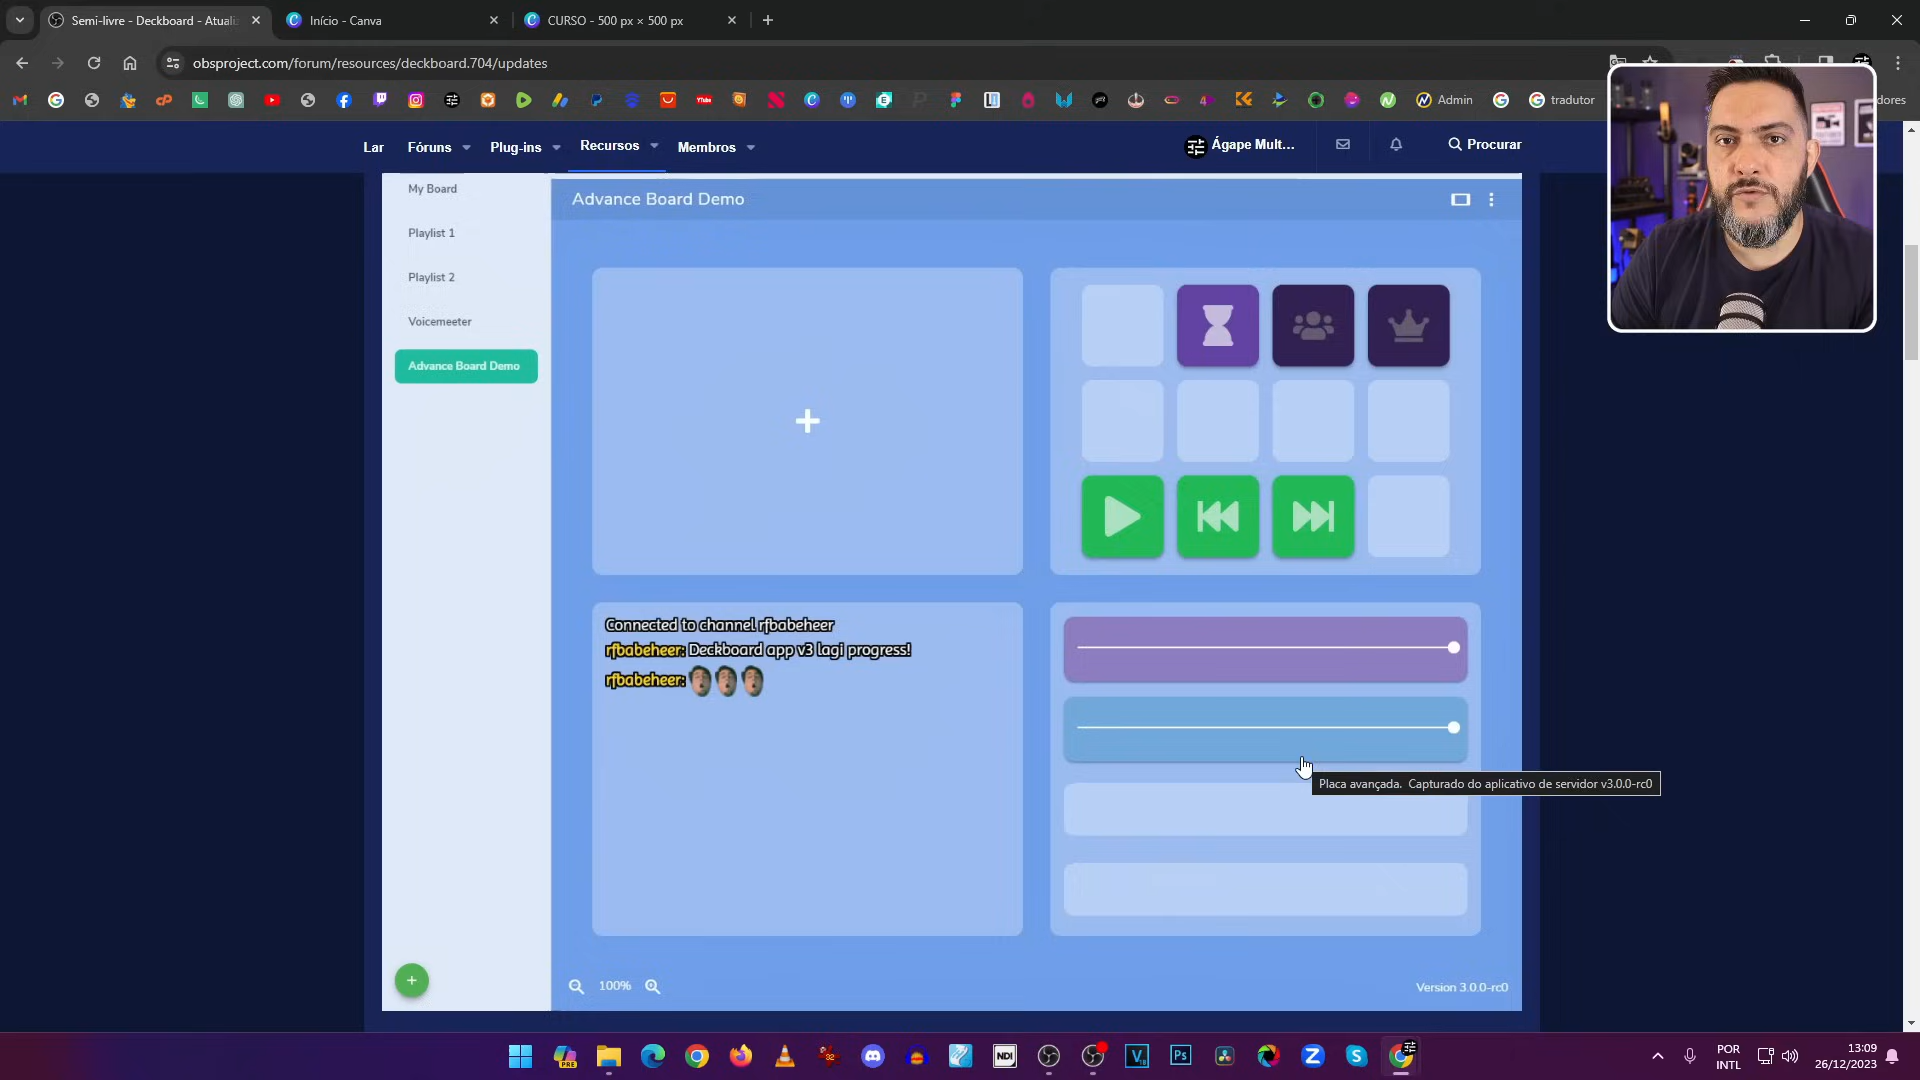 Semi-livre - Deckboard - Atuali
Início - Canva
CURSO - 500 px × 500 px
obsproject.com/forum/resources/deckboard.704/updates
Admin
tradutor
dores
Lar
Fóruns
Plug-ins
Recursos
Membros
Ágape Mult...
Procurar
My Board
Playlist 1
Playlist 2
Voicemeeter
Advance Board Demo
Advance Board Demo
Connected to channel rfbabeheer
rfbabeheer: Deckboard app v3 lagi progress!
rfbabeheer:
Placa avançada. Capturado do aplicativo de servidor v3.0.0-rc0
100%
Version 3.0.0-rc0
PRE
NDI
Ps
POR
INTL
13:09
26/12/2023